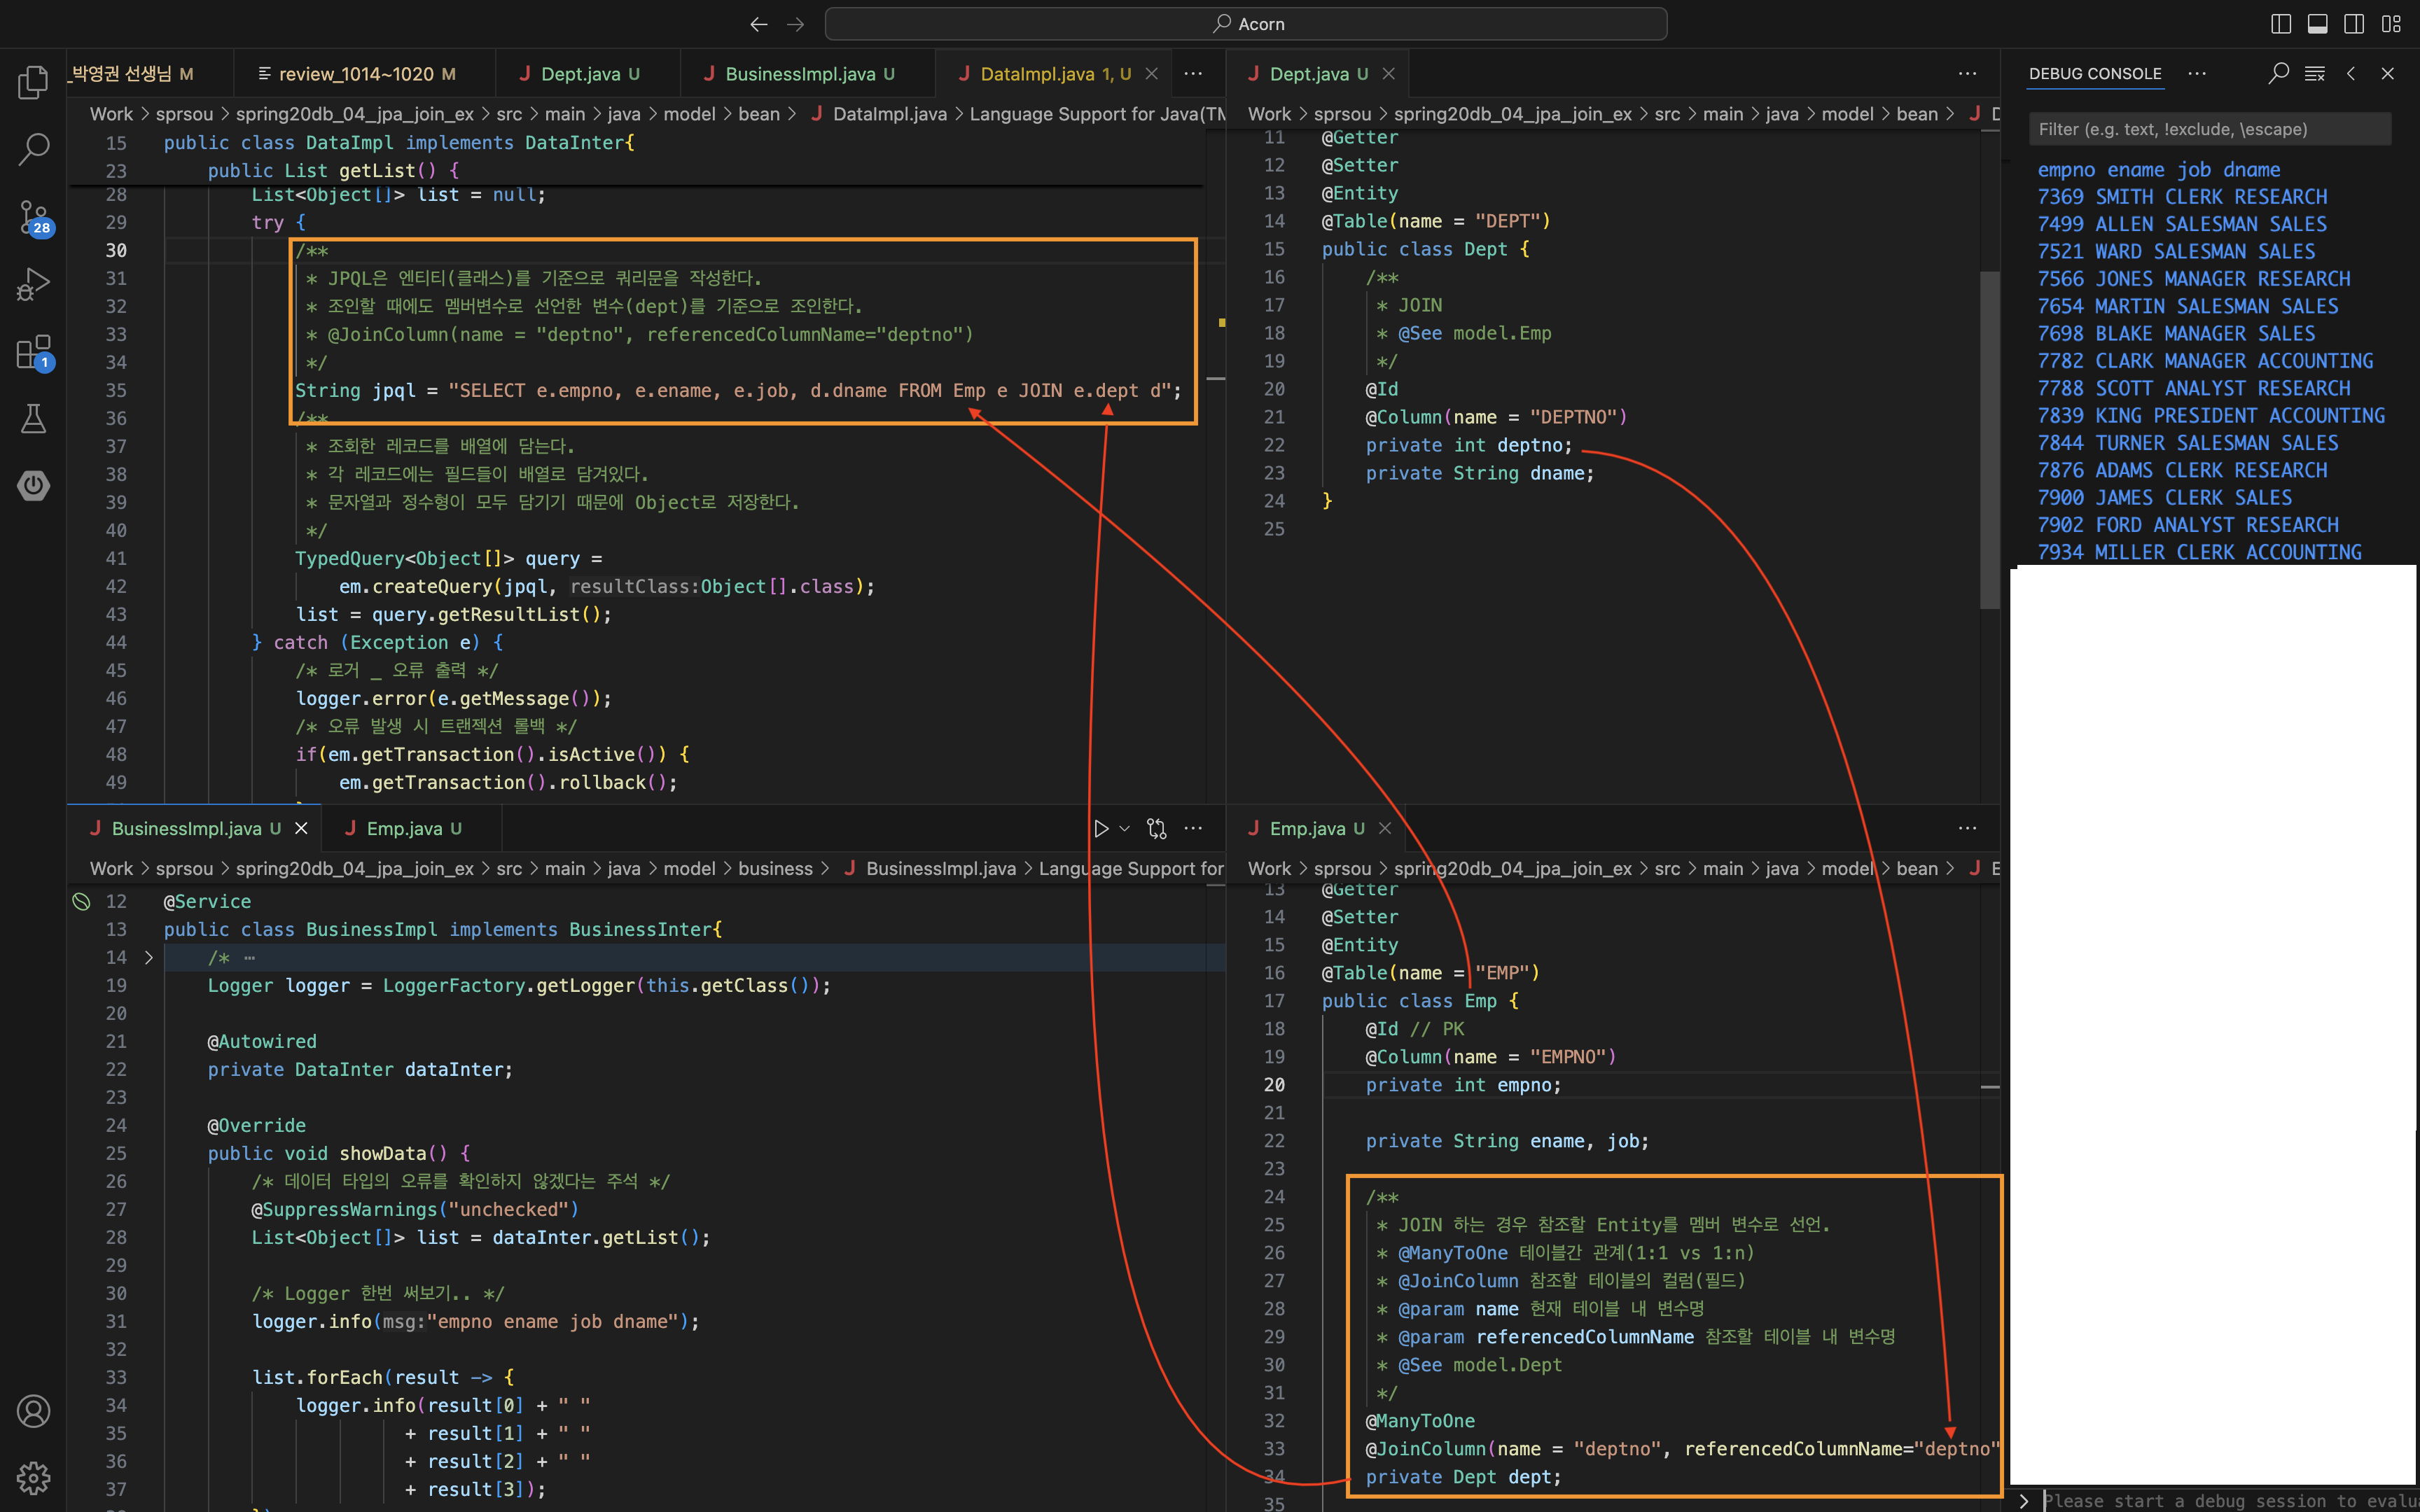 Acorn
_박영권 선생님 M
review_1014~1020 M
Dept.java U
BusinessImpl.java U
DataImpl.java 1, U
Work > sprsou > spring20db_04_jpa_join_ex > src > main > java > model > bean > DataImpl.java > Language Support for Java(TM
15 public class DataImpl implements DataInter{
23 public List getList() {
28 List<Object[]> list = null;
29 try {
30 /**
31 * JPQL은 엔티티(클래스)를 기준으로 쿼리문을 작성한다.
32 * 조인할 때에도 멤버변수로 선언한 변수(dept)를 기준으로 조인한다.
33 * @JoinColumn(name = "deptno", referencedColumnName="deptno")
34 */
35 String jpql = "SELECT e.empno, e.ename, e.job, d.dname FROM Emp e JOIN e.dept d";
36 /**
37 * 조회한 레코드를 배열에 담는다.
38 * 각 레코드에는 필드들이 배열로 담겨있다.
39 * 문자열과 정수형이 모두 담기기 때문에 Object로 저장한다.
40 */
41 TypedQuery<Object[]> query =
42 em.createQuery(jpql, resultClass:Object[].class);
43 list = query.getResultList();
44 } catch (Exception e) {
45 /* 로거 _ 오류 출력 */
46 logger.error(e.getMessage());
47 /* 오류 발생 시 트랜젝션 롤백 */
48 if(em.getTransaction().isActive()) {
49 em.getTransaction().rollback();
Dept.java U
Work > sprsou > spring20db_04_jpa_join_ex > src > main > java > model > bean > D
11 @Getter
12 @Setter
13 @Entity
14 @Table(name = "DEPT")
15 public class Dept {
16 /**
17 * JOIN
18 * @See model.Emp
19 */
20 @Id
21 @Column(name = "DEPTNO")
22 private int deptno;
23 private String dname;
24 }
25
BusinessImpl.java U
Emp.java U
Work > sprsou > spring20db_04_jpa_join_ex > src > main > java > model > business > BusinessImpl.java > Language Support for
12 @Service
13 public class BusinessImpl implements BusinessInter{
14 /* ⋯
19 Logger logger = LoggerFactory.getLogger(this.getClass());
20
21 @Autowired
22 private DataInter dataInter;
23
24 @Override
25 public void showData() {
26 /* 데이터 타입의 오류를 확인하지 않겠다는 주석 */
27 @SuppressWarnings("unchecked")
28 List<Object[]> list = dataInter.getList();
29
30 /* Logger 한번 써보기.. */
31 logger.info(msg:"empno ename job dname");
32
33 list.forEach(result -> {
34 logger.info(result[0] + " "
35 + result[1] + " "
36 + result[2] + " "
37 + result[3]);
Emp.java U
Work > sprsou > spring20db_04_jpa_join_ex > src > main > java > model > bean > E
13 @Getter
14 @Setter
15 @Entity
16 @Table(name = "EMP")
17 public class Emp {
18 @Id // PK
19 @Column(name = "EMPNO")
20 private int empno;
21
22 private String ename, job;
23
24 /**
25 * JOIN 하는 경우 참조할 Entity를 멤버 변수로 선언.
26 * @ManyToOne 테이블간 관계(1:1 vs 1:n)
27 * @JoinColumn 참조할 테이블의 컬럼(필드)
28 * @param name 현재 테이블 내 변수명
29 * @param referencedColumnName 참조할 테이블 내 변수명
30 * @See model.Dept
31 */
32 @ManyToOne
33 @JoinColumn(name = "deptno", referencedColumnName="deptno"
34 private Dept dept;
35
DEBUG CONSOLE
Filter (e.g. text, !exclude, \escape)
empno ename job dname
7369 SMITH CLERK RESEARCH
7499 ALLEN SALESMAN SALES
7521 WARD SALESMAN SALES
7566 JONES MANAGER RESEARCH
7654 MARTIN SALESMAN SALES
7698 BLAKE MANAGER SALES
7782 CLARK MANAGER ACCOUNTING
7788 SCOTT ANALYST RESEARCH
7839 KING PRESIDENT ACCOUNTING
7844 TURNER SALESMAN SALES
7876 ADAMS CLERK RESEARCH
7900 JAMES CLERK SALES
7902 FORD ANALYST RESEARCH
7934 MILLER CLERK ACCOUNTING
Please start a debug session to evalu
28
1